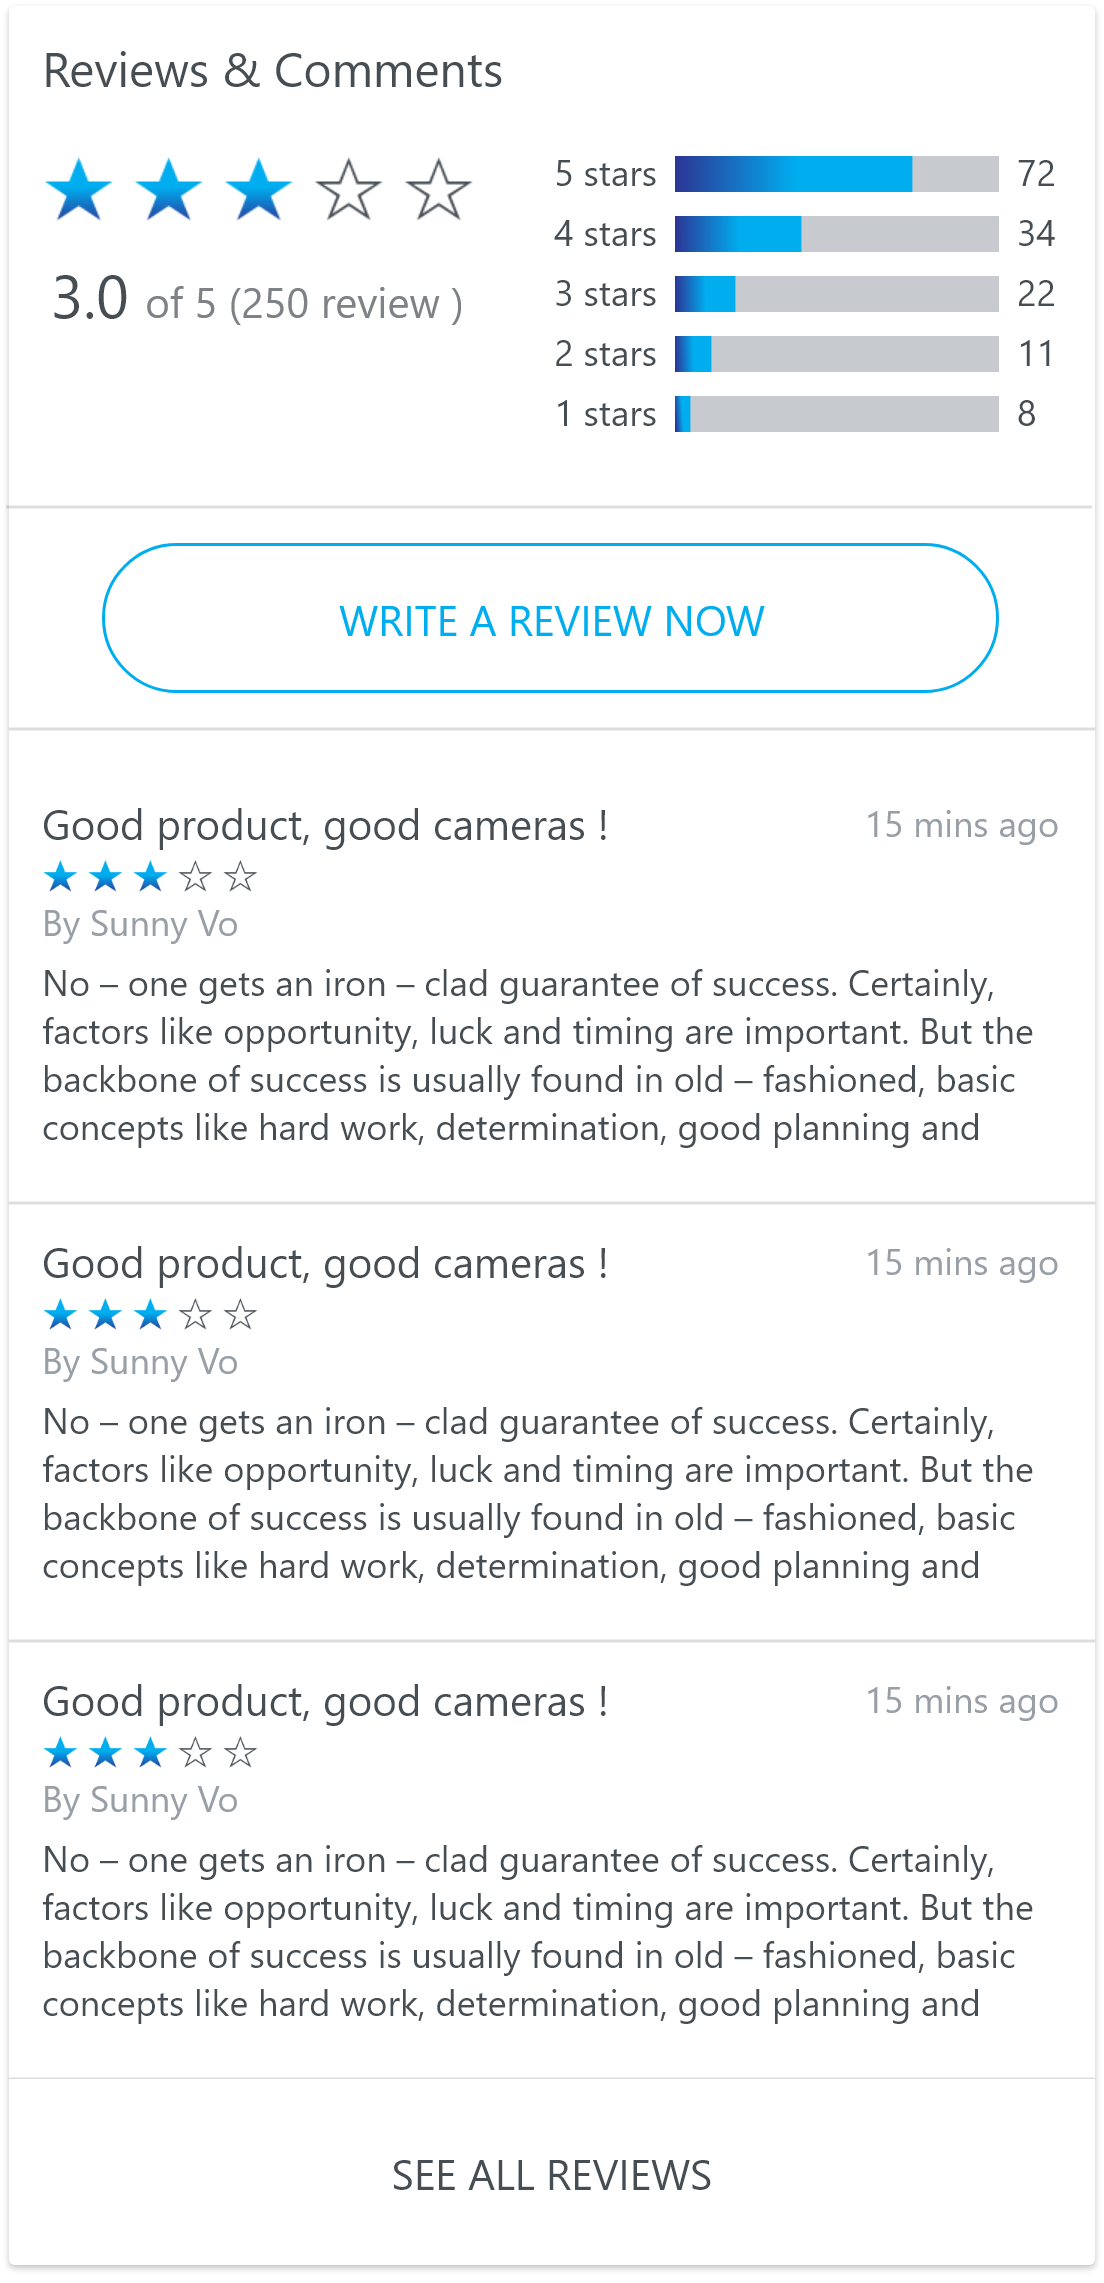 Reviews & Comments
3.0 of 5 (250 review )
5 stars 72
4 stars 34
3 stars 22
2 stars 11
1 stars 8
WRITE A REVIEW NOW
Good product, good cameras ! 15 mins ago
By Sunny Vo
No – one gets an iron – clad guarantee of success. Certainly,
factors like opportunity, luck and timing are important. But the
backbone of success is usually found in old – fashioned, basic
concepts like hard work, determination, good planning and
Good product, good cameras ! 15 mins ago
By Sunny Vo
No – one gets an iron – clad guarantee of success. Certainly,
factors like opportunity, luck and timing are important. But the
backbone of success is usually found in old – fashioned, basic
concepts like hard work, determination, good planning and
Good product, good cameras ! 15 mins ago
By Sunny Vo
No – one gets an iron – clad guarantee of success. Certainly,
factors like opportunity, luck and timing are important. But the
backbone of success is usually found in old – fashioned, basic
concepts like hard work, determination, good planning and
SEE ALL REVIEWS